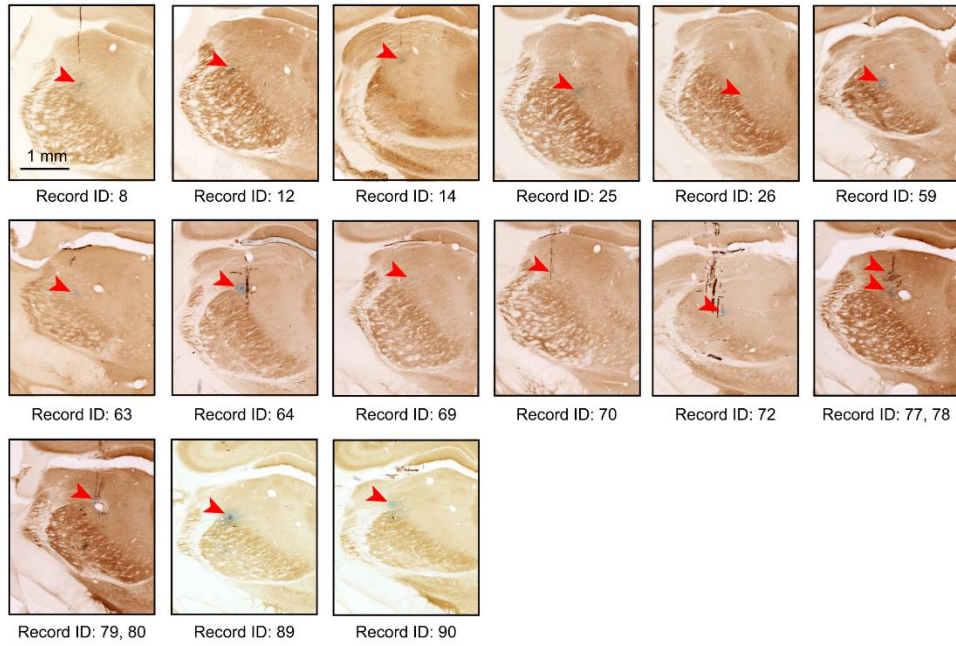 1 mm
Record ID: 8
Record ID: 12
Record ID: 14
Record ID: 25
Record ID: 26
Record ID: 59
Record ID: 63
Record ID: 64
Record ID: 69
Record ID: 70
Record ID: 72
Record ID: 77, 78
Record ID: 79, 80
Record ID: 89
Record ID: 90